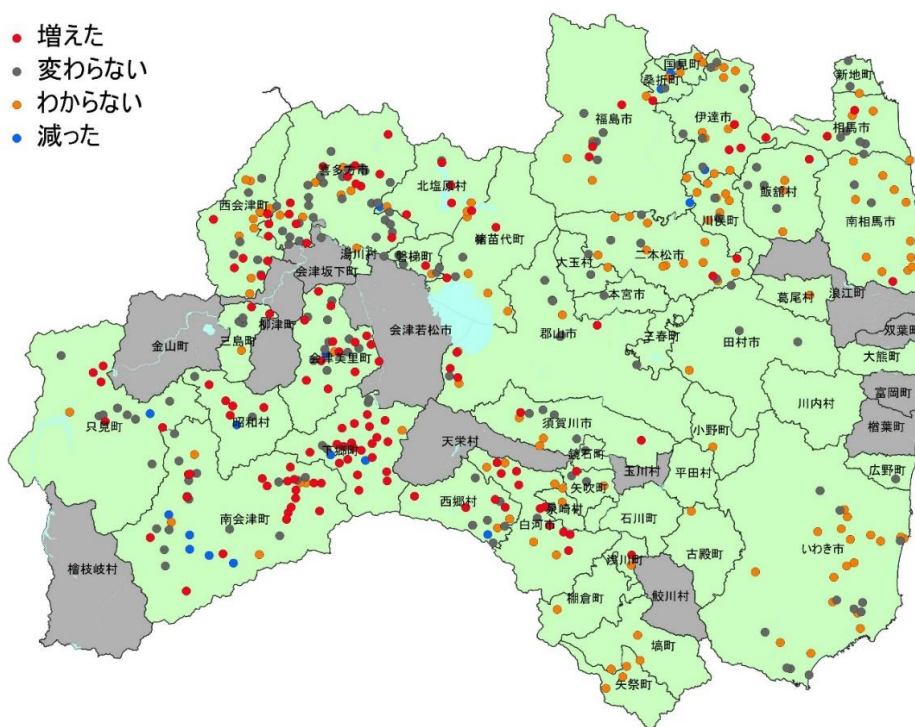 増えた
変わらない
わからない
減った
国見町
桑折町
新地町
伊達市
福島市
相馬市
喜多方市
北塩原村
飯舘村
西会津町
川俣町
南相馬市
猪苗代町
湯川村
磐梯町
大玉村
二本松市
会津坂下町
本宮市
葛尾村
浪江町
会津若松市
柳津町
金山町
三島町
郡山市
三春町
田村市
双葉町
会津美里町
大熊町
富岡町
川内村
只見町
昭和村
須賀川市
小野町
楢葉町
下郷町
天栄村
鏡石町
玉川村
平田村
広野町
西郷村
矢吹町
泉崎村
南会津町
白河市
石川町
いわき市
檜枝岐村
浅川町
古殿町
棚倉町
鮫川村
塙町
矢祭町